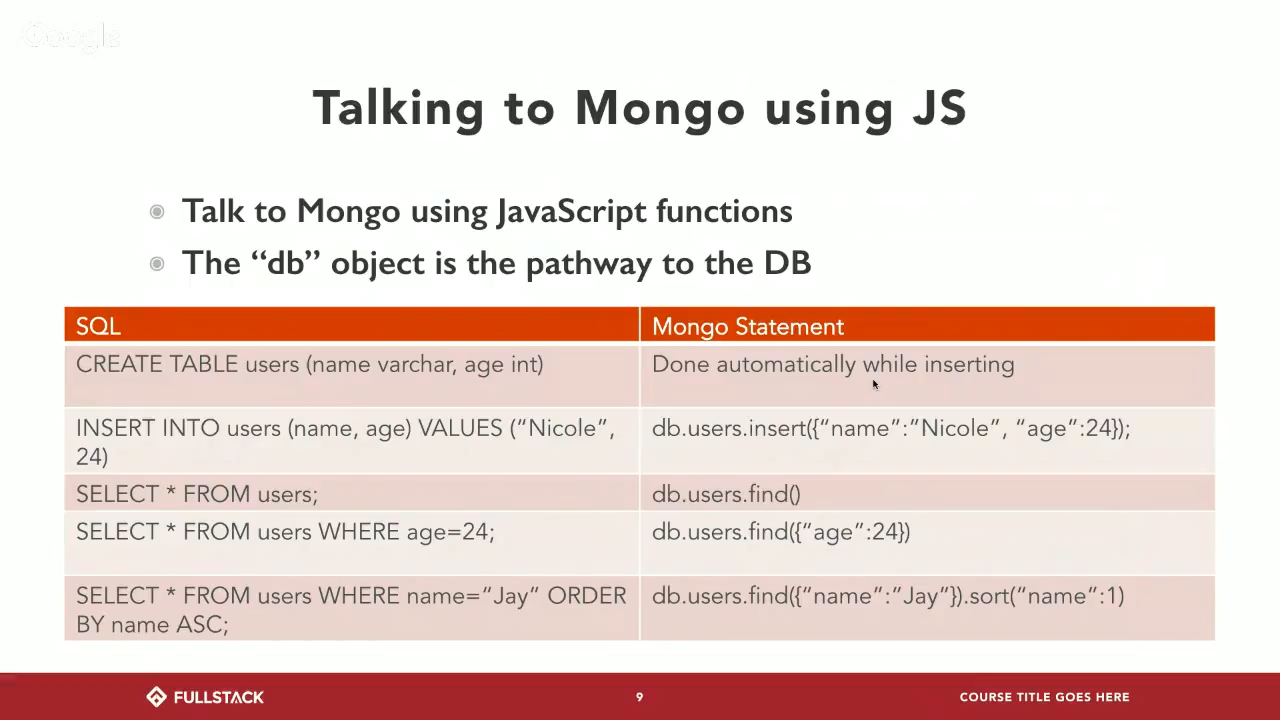 Google
Talking to Mongo using JS
Talk to Mongo using JavaScript functions
The “db” object is the pathway to the DB
SQL
Mongo Statement
CREATE TABLE users (name varchar, age int)
Done automatically while inserting
INSERT INTO users (name, age) VALUES (“Nicole”,
24)
db.users.insert({“name”:”Nicole”, “age”:24});
SELECT * FROM users;
db.users.find()
SELECT * FROM users WHERE age=24;
db.users.find({“age”:24})
SELECT * FROM users WHERE name=“Jay” ORDER
BY name ASC;
db.users.find({“name”:”Jay”}).sort(“name”:1)
FULLSTACK
9
COURSE TITLE GOES HERE